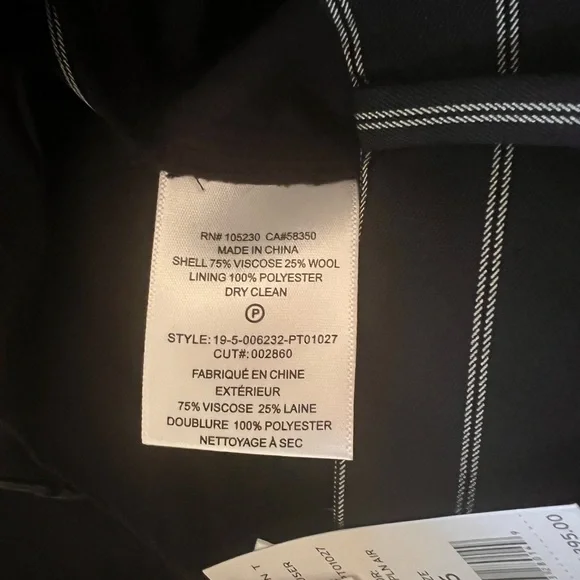 RN# 105230 CA#58350
MADE IN CHINA
SHELL 75% VISCOSE 25% WOOL
LINING 100% POLYESTER
DRY CLEAN
P
STYLE: 19-5-006232-PT01027
CUT#: 002860
FABRIQUÉ EN CHINE
EXTÉRIEUR
75% VISCOSE 25% LAINE
DOUBLURE 100% POLYESTER
NETTOYAGE À SEC